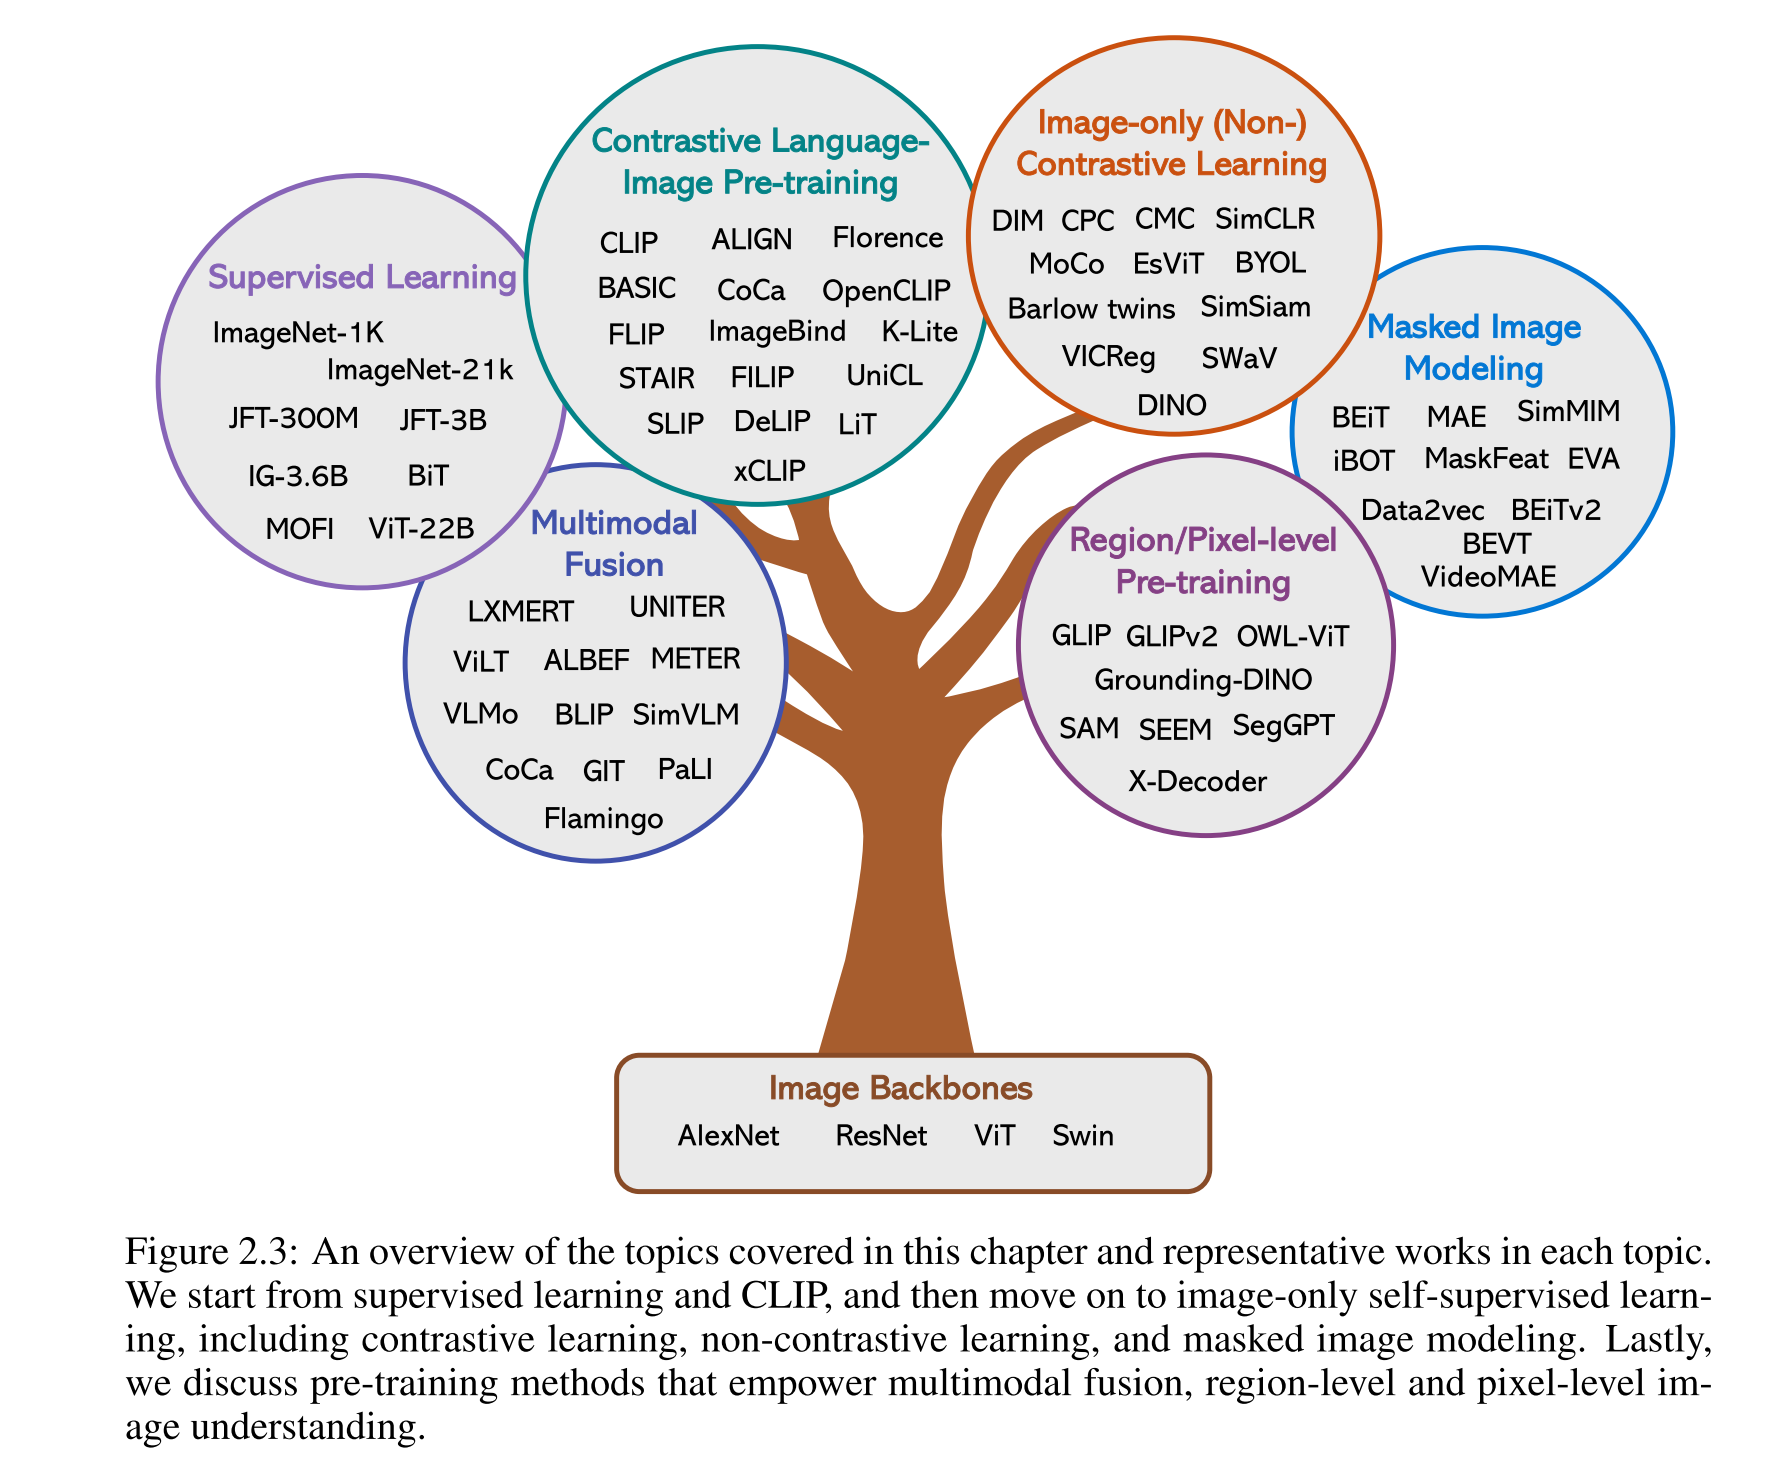 Supervised Learning
ImageNet-1K
ImageNet-21k
JFT-300M JFT-3B
IG-3.6B BiT
MOFI ViT-22B
Contrastive Language-
Image Pre-training
CLIP ALIGN Florence
BASIC CoCa OpenCLIP
FLIP ImageBind K-Lite
STAIR FILIP UniCL
SLIP DeLIP LiT
xCLIP
Image-only (Non-)
Contrastive Learning
DIM CPC CMC SimCLR
MoCo EsViT BYOL
Barlow twins SimSiam
VICReg SWaV
DINO
Masked Image
Modeling
BEiT MAE SimMIM
iBOT MaskFeat EVA
Data2vec BEiTv2
BEVT
VideoMAE
Multimodal
Fusion
LXMERT UNITER
ViLT ALBEF METER
VLMo BLIP SimVLM
CoCa GIT PaLI
Flamingo
Region/Pixel-level
Pre-training
GLIP GLIPv2 OWL-ViT
Grounding-DINO
SAM SEEM SegGPT
X-Decoder
Image Backbones
AlexNet ResNet ViT Swin
Figure 2.3: An overview of the topics covered in this chapter and representative works in each topic.
We start from supervised learning and CLIP, and then move on to image-only self-supervised learn-
ing, including contrastive learning, non-contrastive learning, and masked image modeling. Lastly,
we discuss pre-training methods that empower multimodal fusion, region-level and pixel-level im-
age understanding.